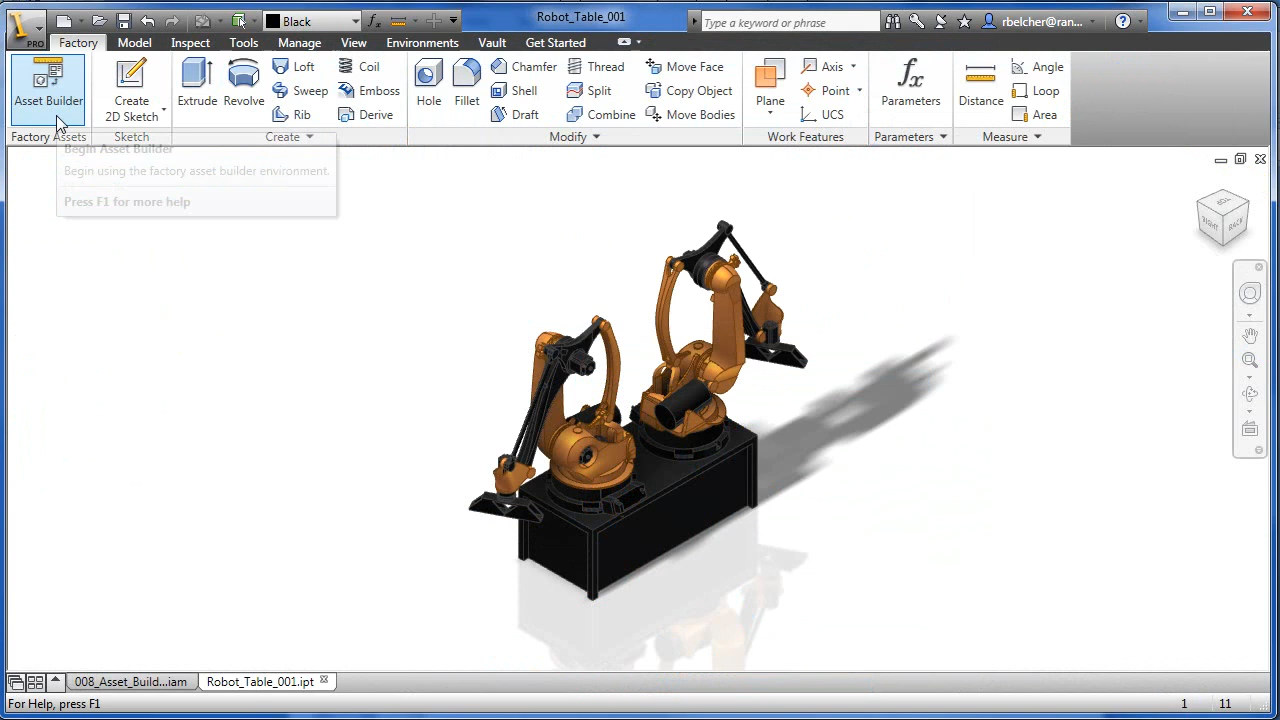 Black
Robot_Table_001
Type a keyword or phrase
rbelcher@ran...
PRO
Factory
Model
Inspect
Tools
Manage
View
Environments
Vault
Get Started
Asset Builder
Factory Assets
Create
2D Sketch
Sketch
Extrude
Revolve
Loft
Sweep
Rib
Coil
Emboss
Derive
Create
Hole
Fillet
Chamfer
Shell
Draft
Thread
Split
Combine
Move Face
Copy Object
Move Bodies
Modify
Plane
Axis
Point
UCS
Work Features
fx
Parameters
Parameters
Distance
Angle
Loop
Area
Measure
Begin Asset Builder
Begin using the factory asset builder environment.
Press F1 for more help
TOP
RIGHT
BACK
008_Asset_Build...iam
Robot_Table_001.ipt
For Help, press F1
1
11